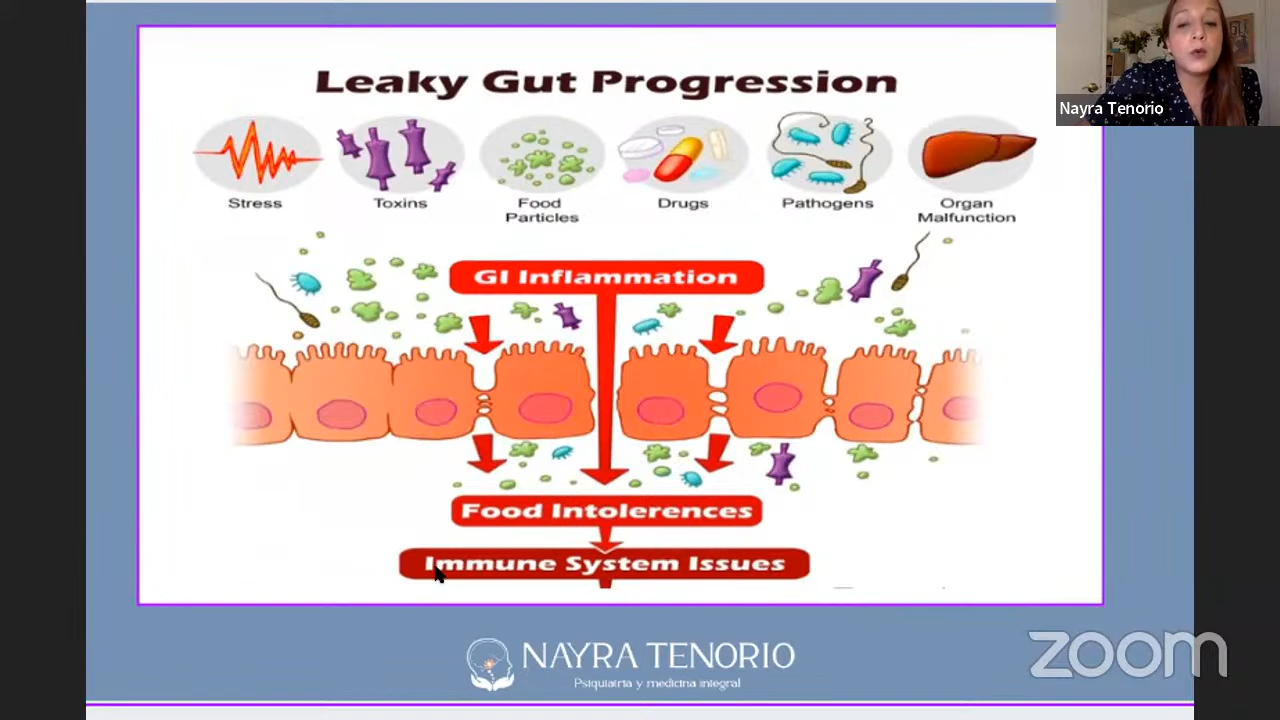 Leaky Gut Progression
Nayra Tenorio
Stress
Toxins
Food
Particles
Drugs
Pathogens
Organ
Malfunction
GI Inflammation
Food Intolerences
Immune System Issues
NAYRA TENORIO
Psiquiatría y medicina integral
zoom